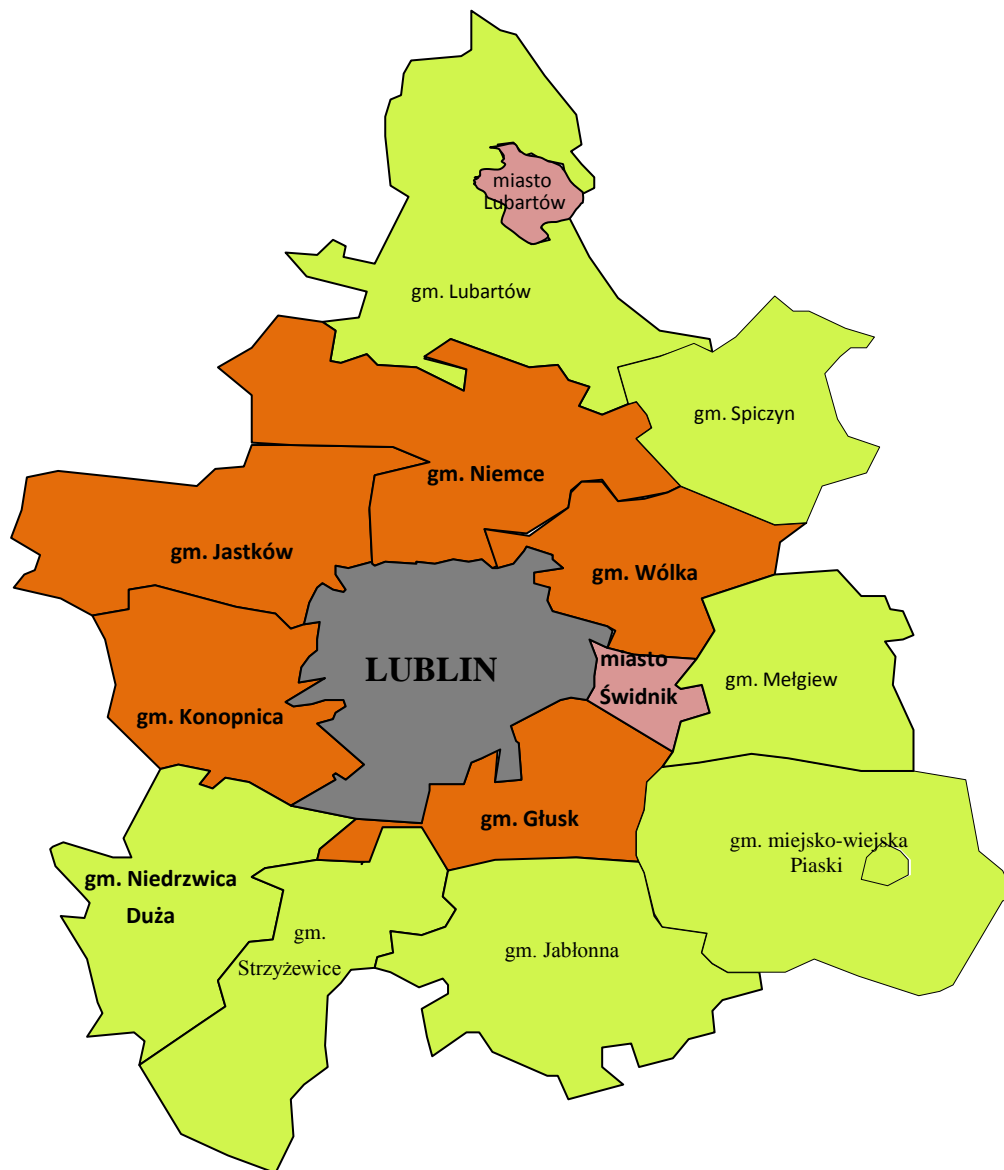 miasto
Lubartów
gm. Lubartów
gm. Spiczyn
gm. Niemce
gm. Jastków
gm. Wólka
LUBLIN
miasto
Świdnik
gm. Mełgiew
gm. Konopnica
gm. Głusk
gm. miejsko-wiejska
Piaski
gm. Niedrzwica
Duża
gm.
Strzyżewice
gm. Jabłonna